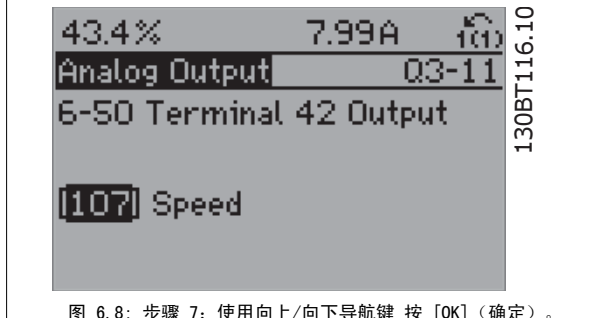 43.4% 7.99A 1(1)
Analog Output Q3-11
6-50 Terminal 42 Output
[107] Speed
130BT116.10
图 6.8: 步骤 7：使用向上/向下导航键 按 [OK]（确定）。